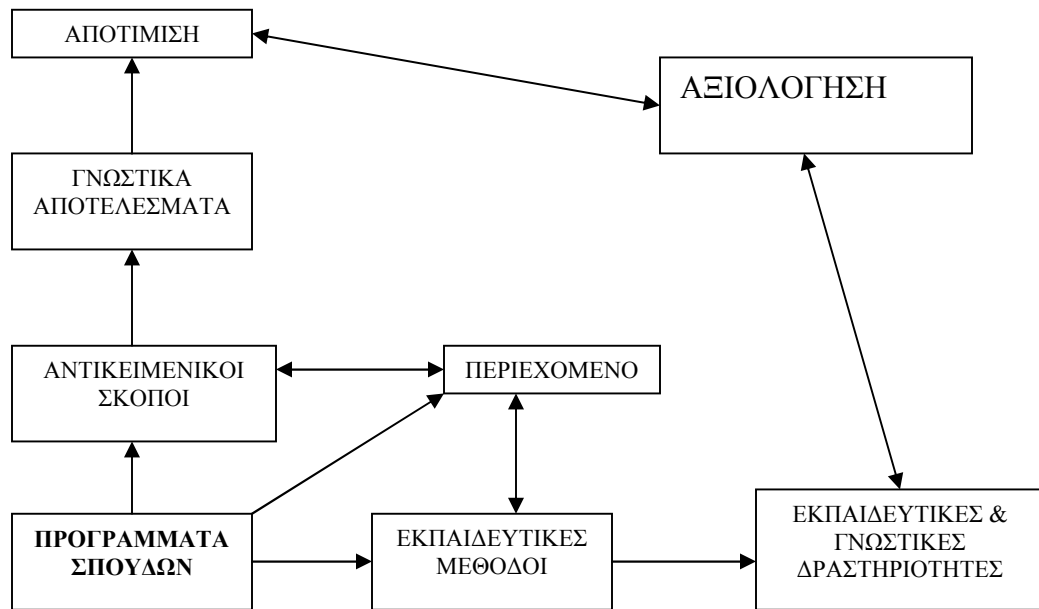 ΑΠΟΤΙΜΙΣΗ
ΑΞΙΟΛΟΓΗΣΗ
ΓΝΩΣΤΙΚΑ
ΑΠΟΤΕΛΕΣΜΑΤΑ
ΑΝΤΙΚΕΙΜΕΝΙΚΟΙ
ΣΚΟΠΟΙ
ΠΕΡΙΕΧΟΜΕΝΟ
ΠΡΟΓΡΑΜΜΑΤΑ
ΣΠΟΥΔΩΝ
ΕΚΠΑΙΔΕΥΤΙΚΕΣ
ΜΕΘΟΔΟΙ
ΕΚΠΑΙΔΕΥΤΙΚΕΣ &
ΓΝΩΣΤΙΚΕΣ
ΔΡΑΣΤΗΡΙΟΤΗΤΕΣ